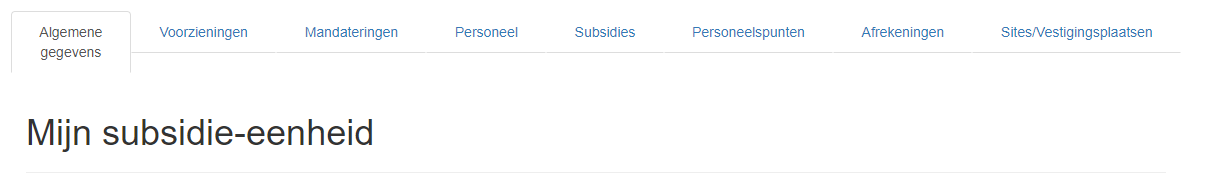 Algemene
gegevens
Voorzieningen
Mandateringen
Personeel
Subsidies
Personeelspunten
Afrekeningen
Sites/Vestigingsplaatsen
Mijn subsidie-eenheid